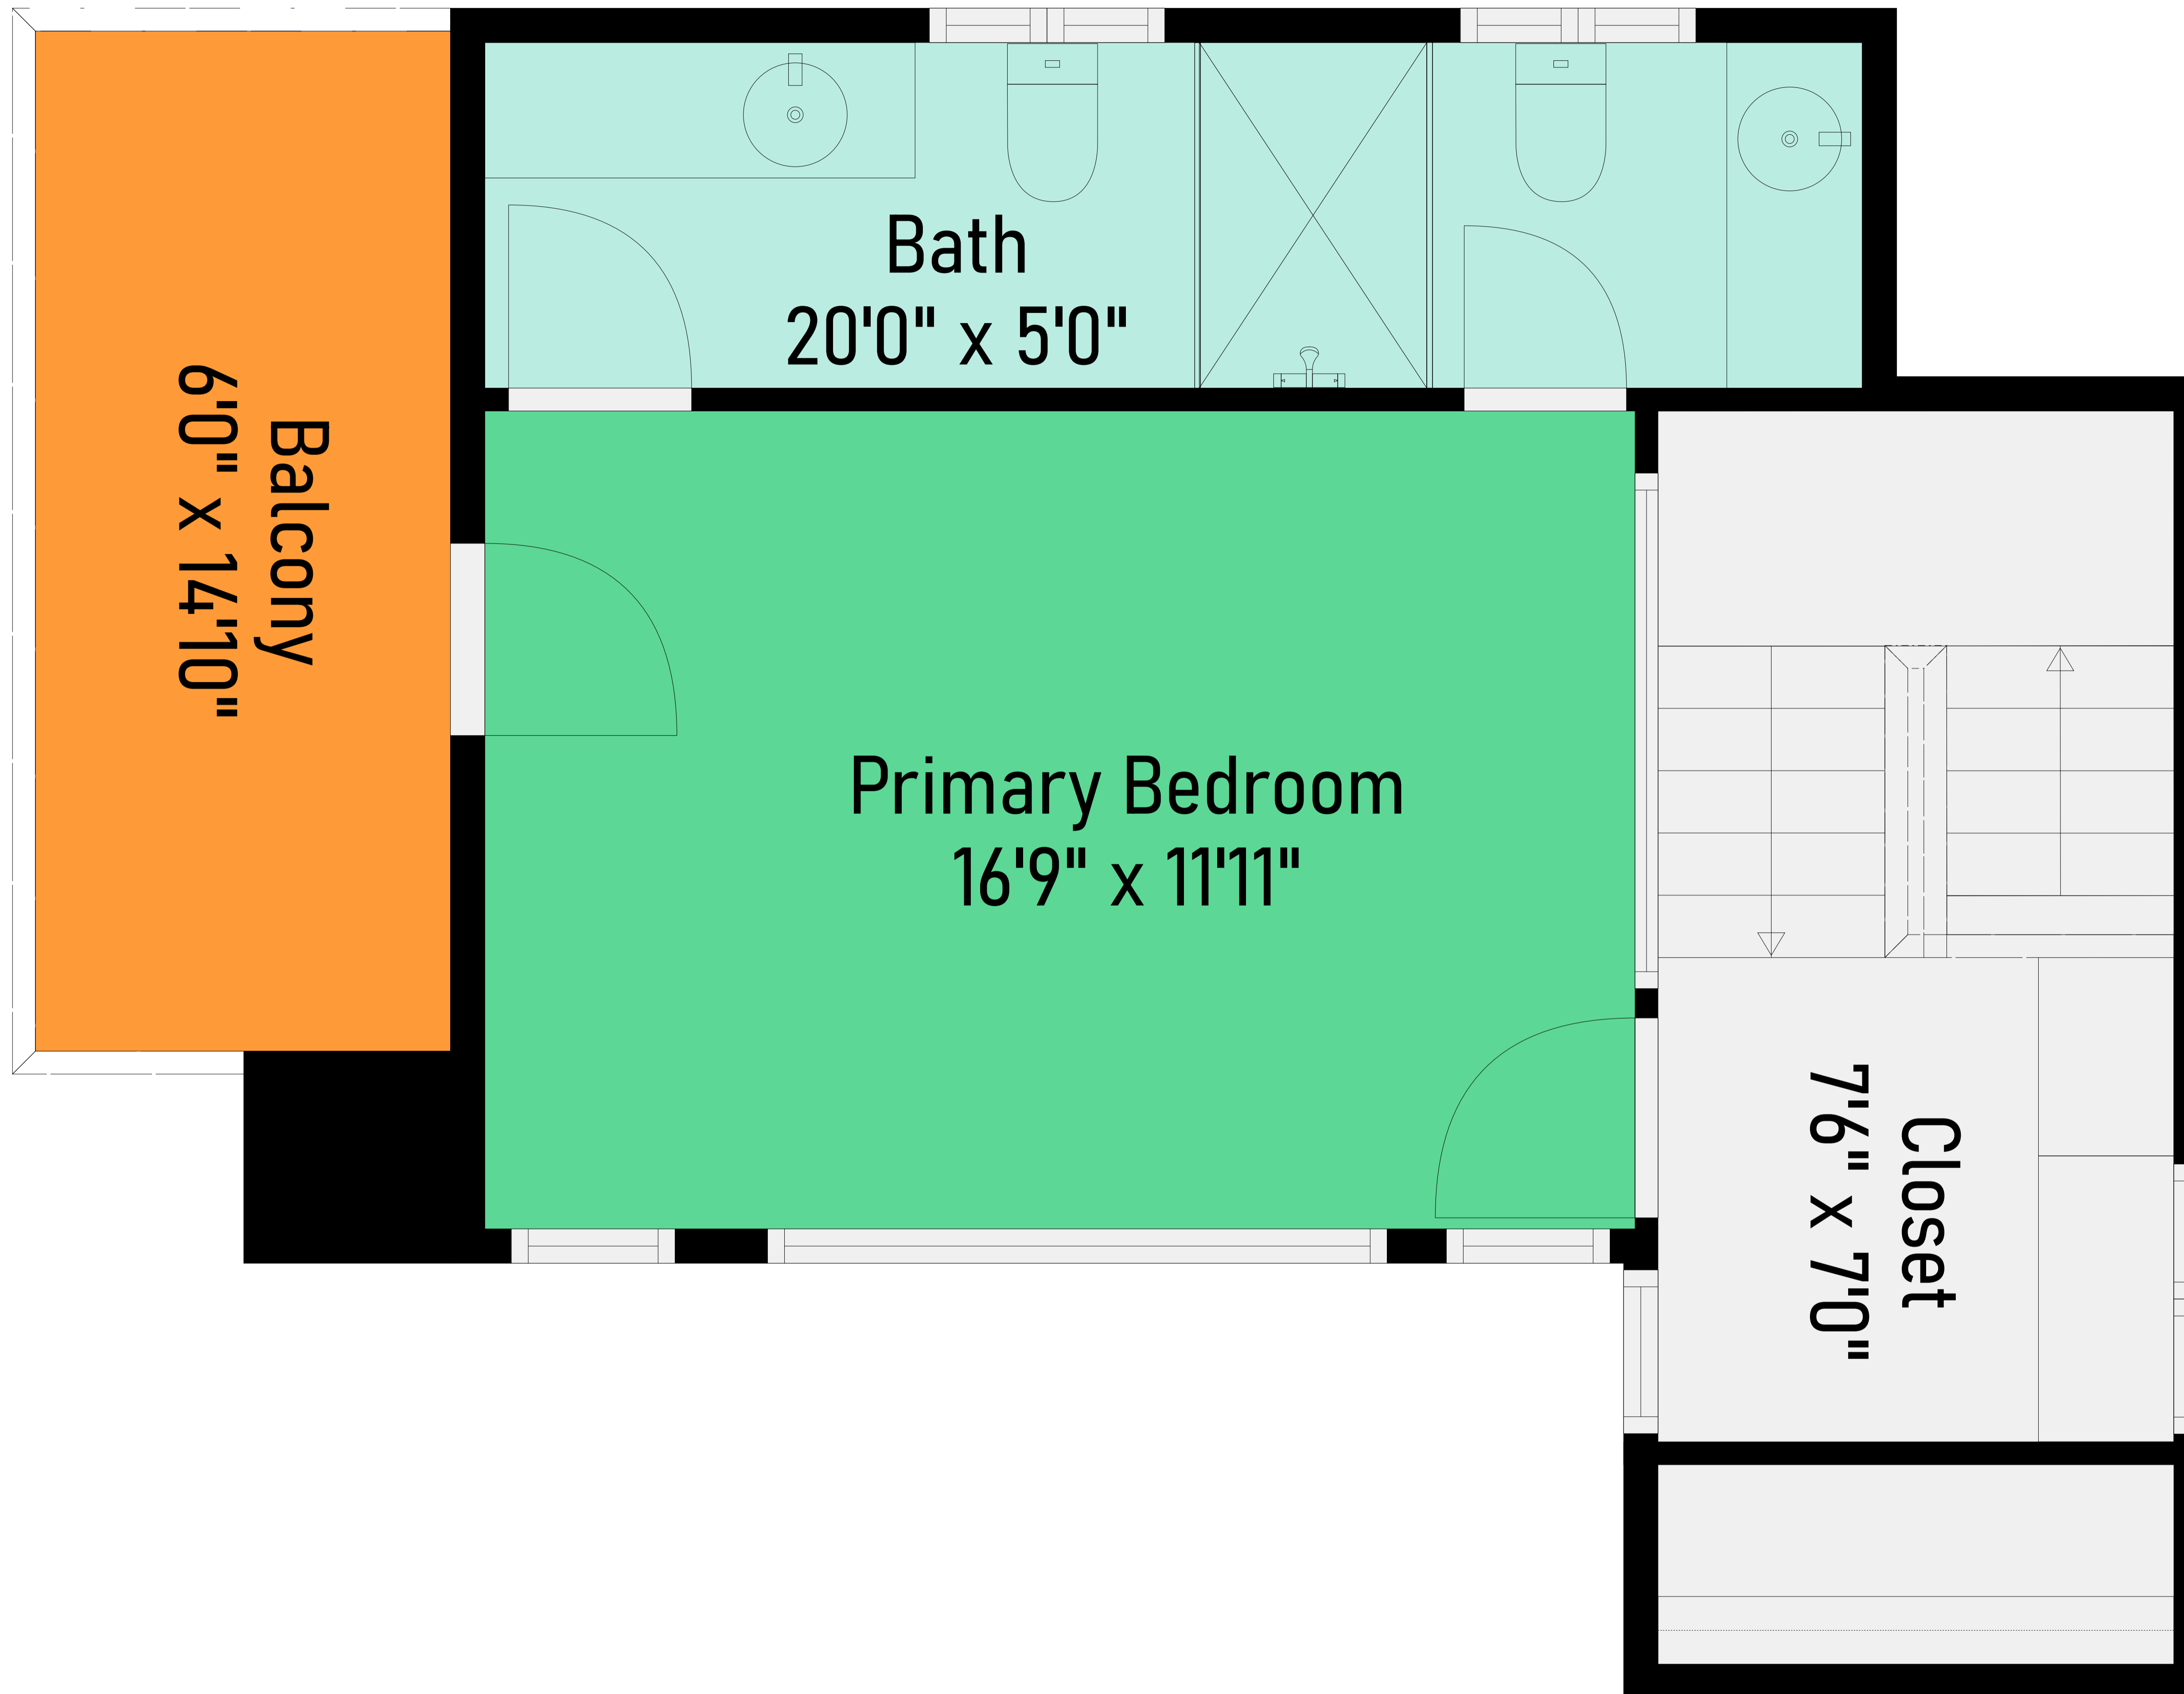 Bath
20'0" x 5'0"
Balcony
6'0" x 14'10"
Primary Bedroom
16'9" x 11'11"
Closet
7'6" x 7'0"